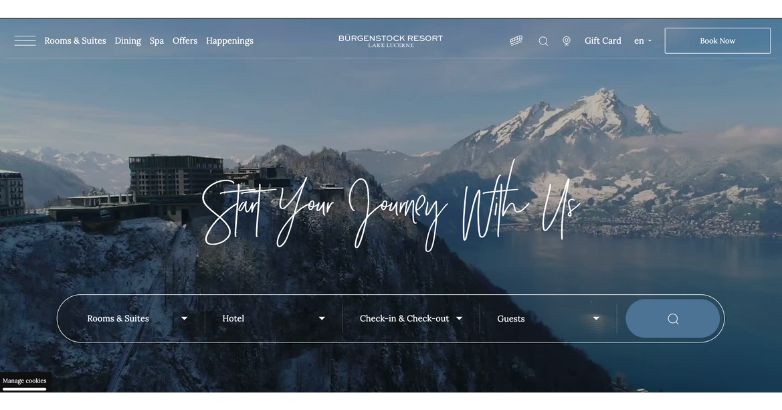 Rooms & Suites Dining Spa Offers Happenings
BÜRGENSTOCK RESORT
LAKE LUCERNE
Gift Card en Book Now
Start Your Journey With Us
Rooms & Suites Hotel Check-in & Check-out Guests
Manage cookies